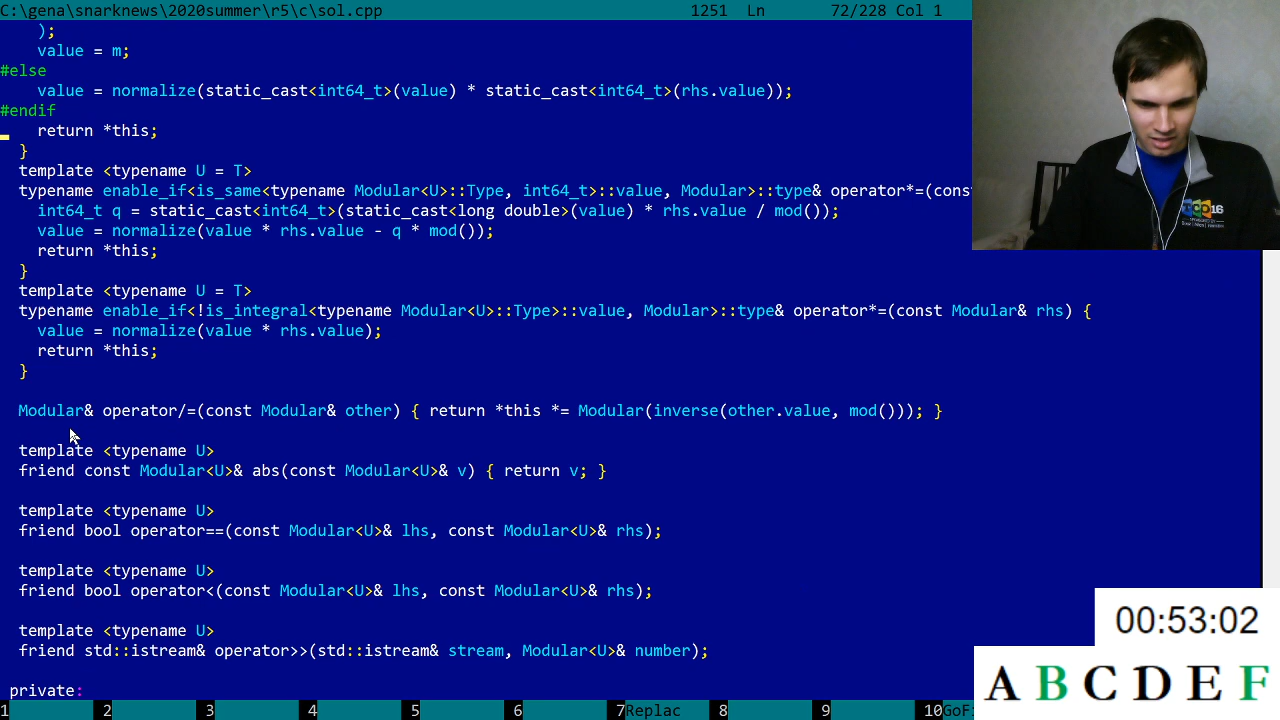 C:\gena\snarknews\2020summer\r5\c\sol.cpp 1251 Ln 72/228 Col 1
);
value = m;
#else
value = normalize(static_cast<int64_t>(value) * static_cast<int64_t>(rhs.value));
#endif
return *this;
}
template <typename U = T>
typename enable_if<is_same<typename Modular<U>::Type, int64_t>::value, Modular>::type& operator*=(const
int64_t q = static_cast<int64_t>(static_cast<long double>(value) * rhs.value / mod());
value = normalize(value * rhs.value - q * mod());
return *this;
}
template <typename U = T>
typename enable_if<!is_integral<typename Modular<U>::Type>::value, Modular>::type& operator*=(const Modular& rhs) {
value = normalize(value * rhs.value);
return *this;
}
Modular& operator/=(const Modular& other) { return *this *= Modular(inverse(other.value, mod())); }
template <typename U>
friend const Modular<U>& abs(const Modular<U>& v) { return v; }
template <typename U>
friend bool operator==(const Modular<U>& lhs, const Modular<U>& rhs);
template <typename U>
friend bool operator<(const Modular<U>& lhs, const Modular<U>& rhs);
template <typename U>
friend std::istream& operator>>(std::istream& stream, Modular<U>& number);
private:
1 2 3 4 5 6 7Replac 8 9 10GoF
00:53:02
A B C D E F